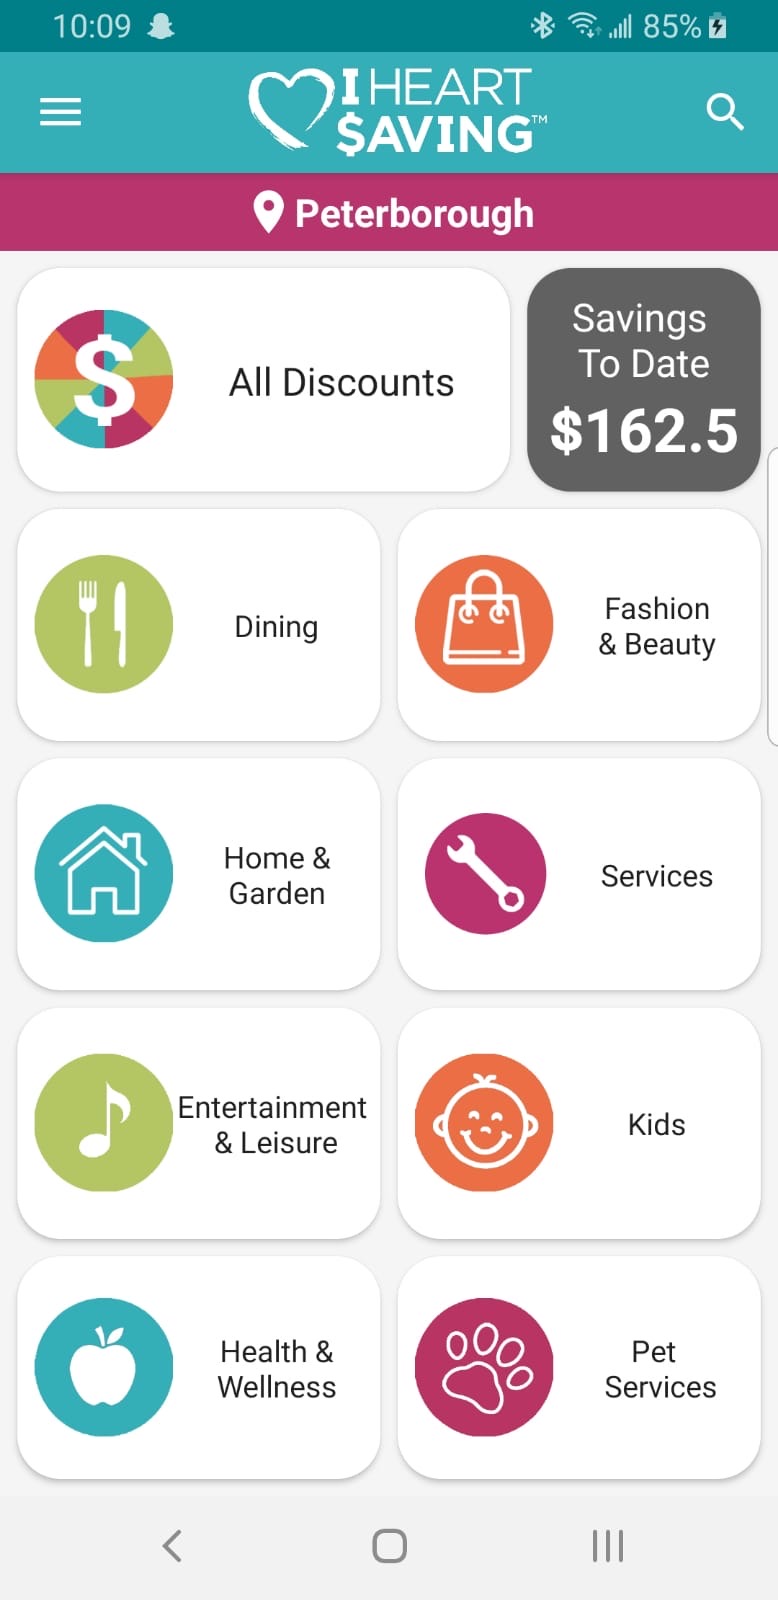 10:09
85%
I HEART
$AVING™
Peterborough
All Discounts
Savings
To Date
$162.5
Dining
Fashion
& Beauty
Home &
Garden
Services
Entertainment
& Leisure
Kids
Health &
Wellness
Pet
Services